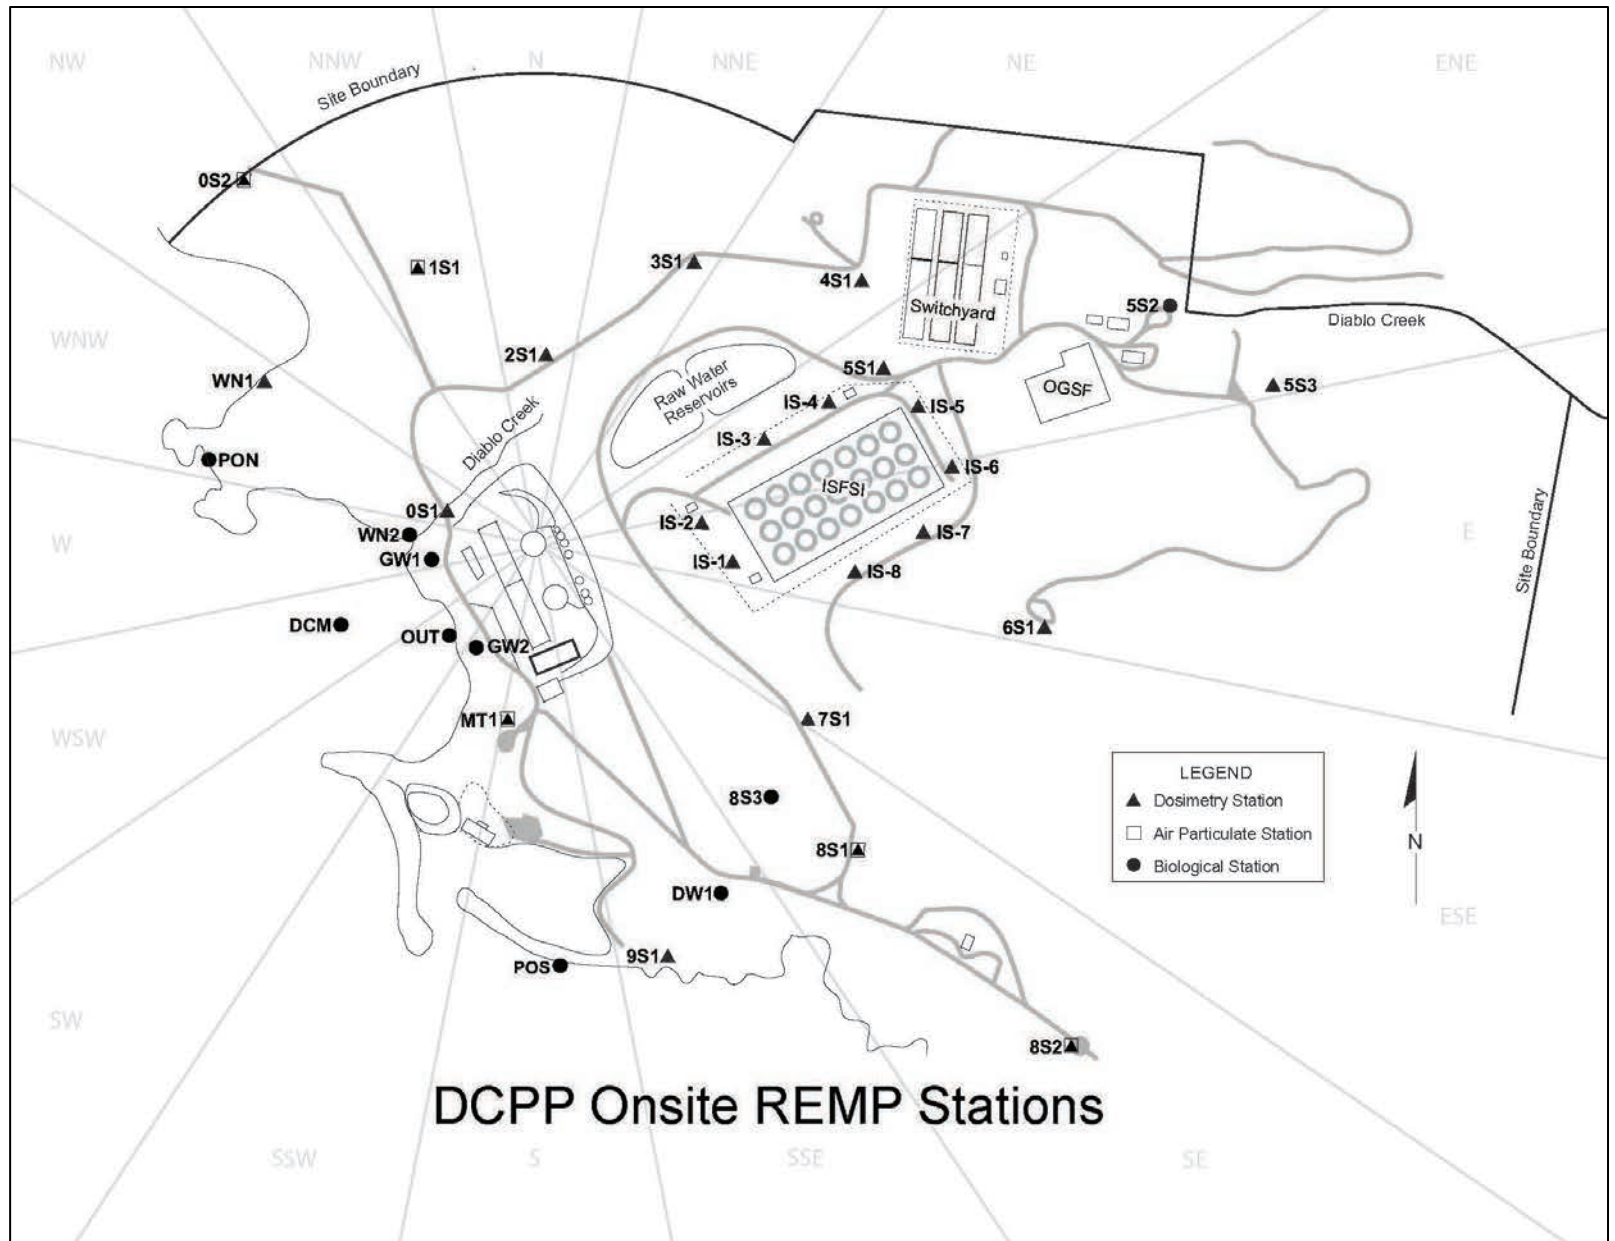 NW
NNW
N
NNE
NE
ENE
Site Boundary
0S2
1S1
3S1
4S1
Switchyard
5S2
Diablo Creek
WNW
WN1
2S1
5S1
Raw Water
Reservoirs
OGSF
5S3
IS-4
IS-5
IS-3
Diablo Creek
PON
IS-6
ISFSI
0S1
IS-2
WN2
IS-7
W
E
GW1
IS-1
IS-8
Site Boundary
DCM
OUT
GW2
6S1
MT1
7S1
WSW
LEGEND
Dosimetry Station
Air Particulate Station
Biological Station
N
8S3
8S1
DW1
ESE
9S1
POS
SW
8S2
DCPP Onsite REMP Stations
SSW
S
SSE
SE